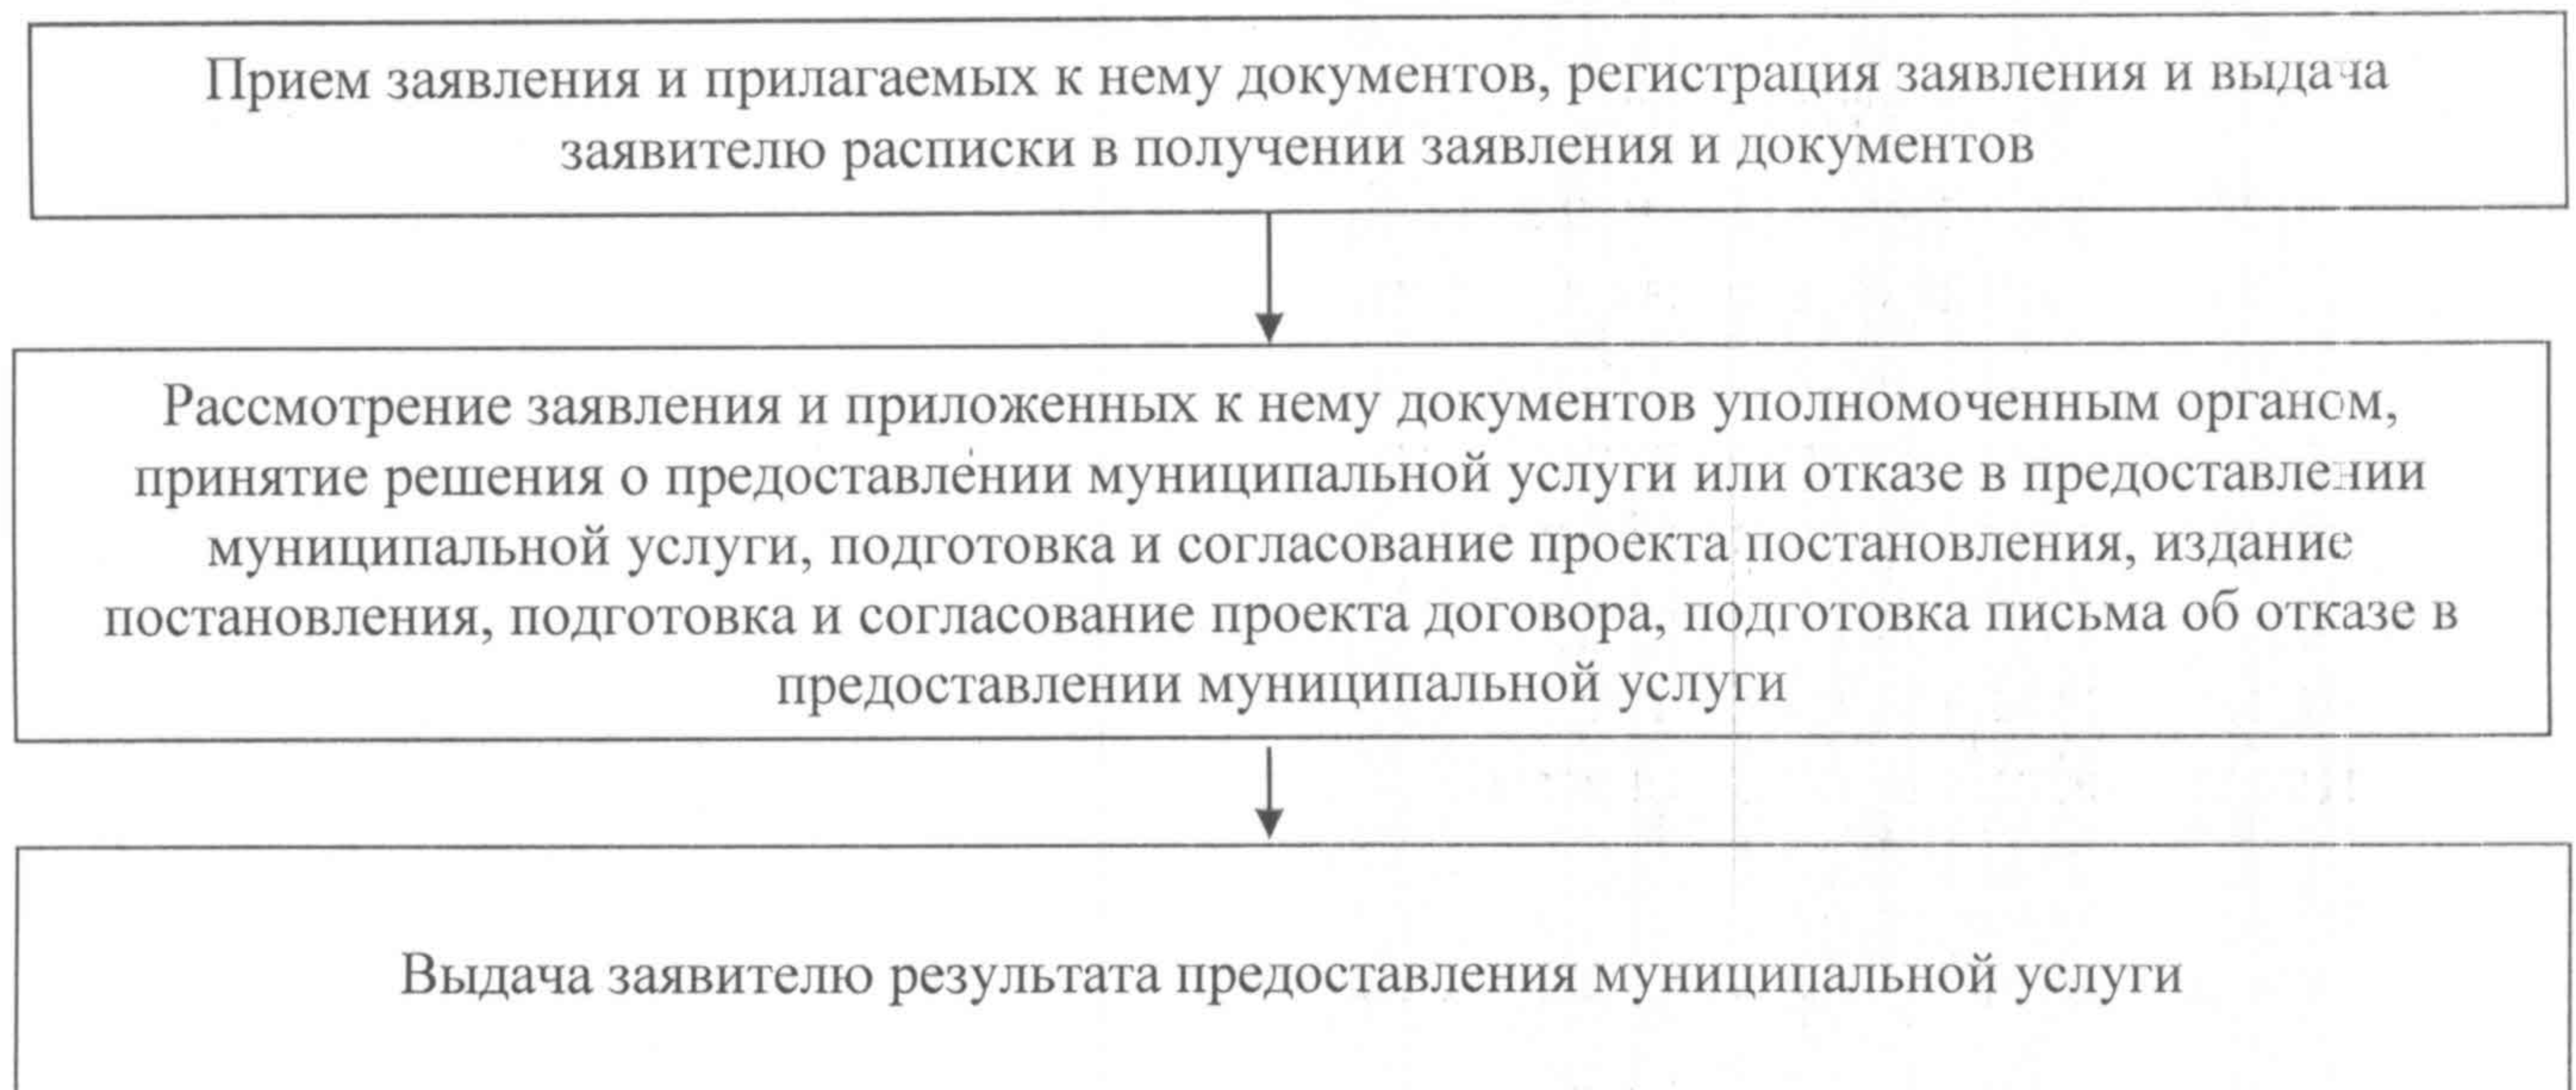 Прием заявления и прилагаемых к нему документов, регистрация заявления и выдача
заявителю расписки в получении заявления и документов
Рассмотрение заявления и приложенных к нему документов уполномоченным органом,
принятие решения о предоставлении муниципальной услуги или отказе в предоставлении
муниципальной услуги, подготовка и согласование проекта постановления, издание
постановления, подготовка и согласование проекта договора, подготовка письма об отказе в
предоставлении муниципальной услуги
Выдача заявителю результата предоставления муниципальной услуги